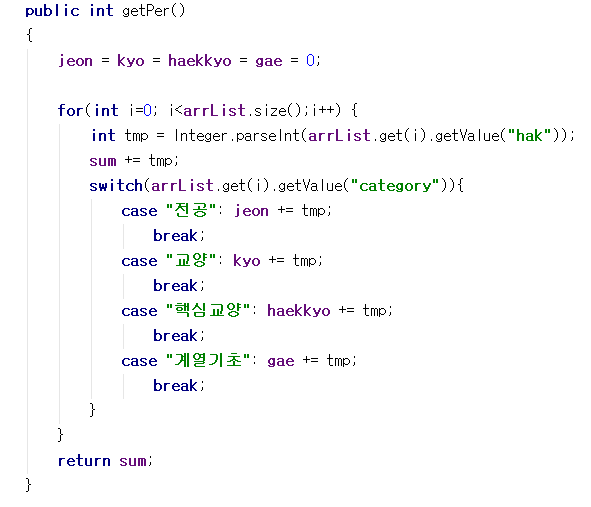 public int getPer()
{
jeon = kyo = haekkyo = gae = 0;
for(int i=0; i<arrList.size();i++) {
int tmp = Integer.parseInt(arrList.get(i).getValue("hak"));
sum += tmp;
switch(arrList.get(i).getValue("category")){
case "전공": jeon += tmp;
break;
case "교양": kyo += tmp;
break;
case "핵심교양": haekkyo += tmp;
break;
case "계열기초": gae += tmp;
break;
}
}
return sum;
}